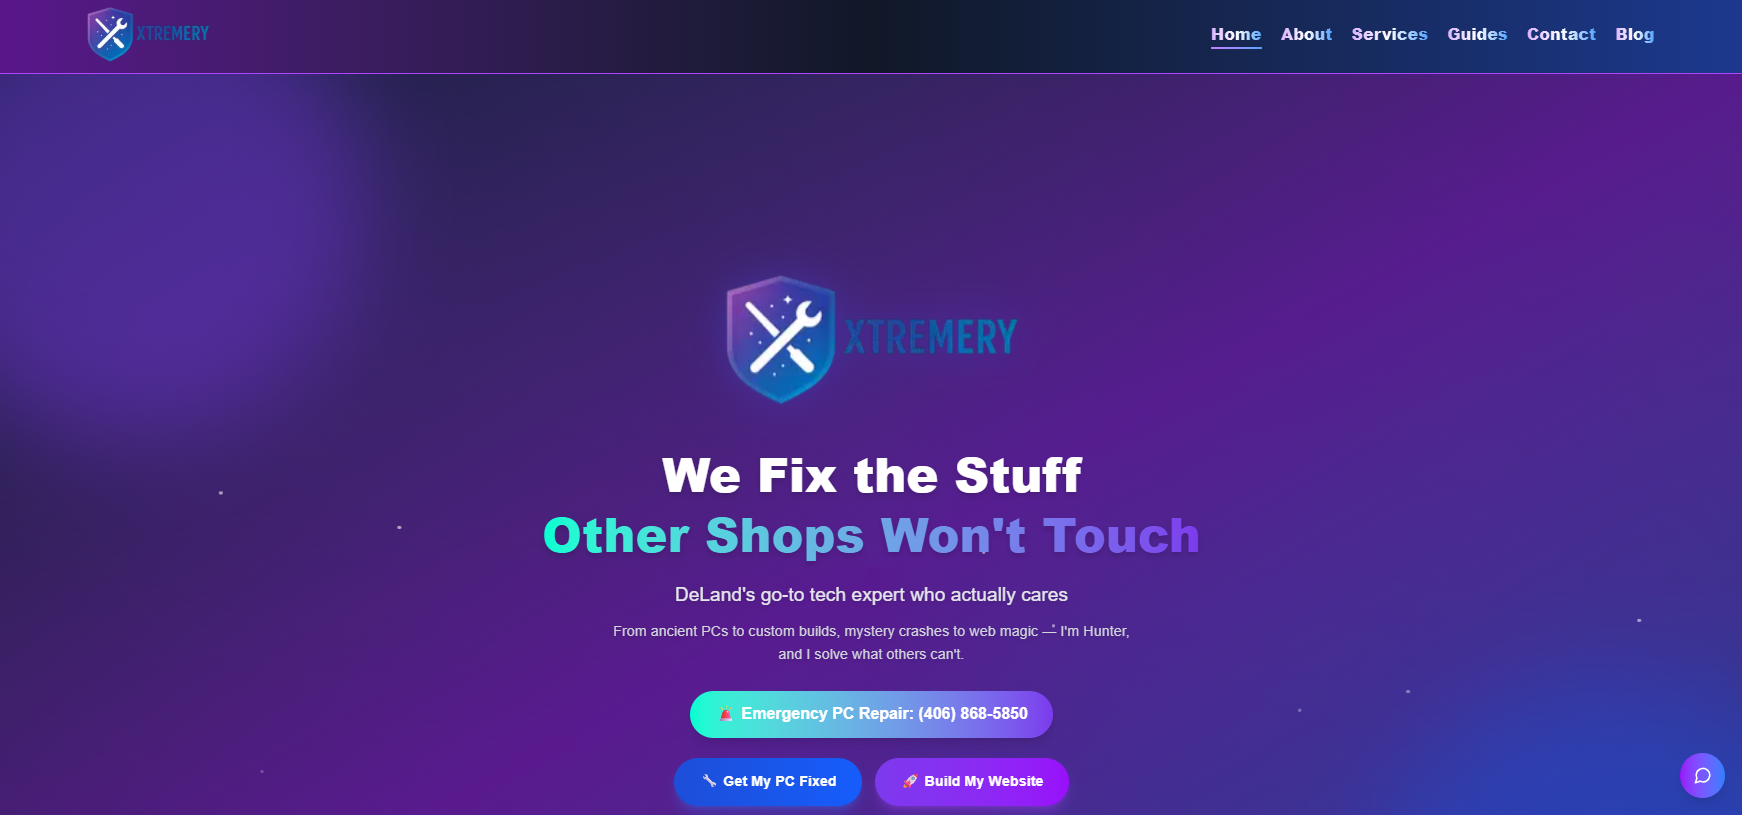 XTREMERY
Home About Services Guides Contact Blog
XTREMERY
We Fix the Stuff
Other Shops Won't Touch
DeLand's go-to tech expert who actually cares
From ancient PCs to custom builds, mystery crashes to web magic — I'm Hunter,
and I solve what others can't.
🚨 Emergency PC Repair: (406) 868-5850
🔧 Get My PC Fixed
🚀 Build My Website